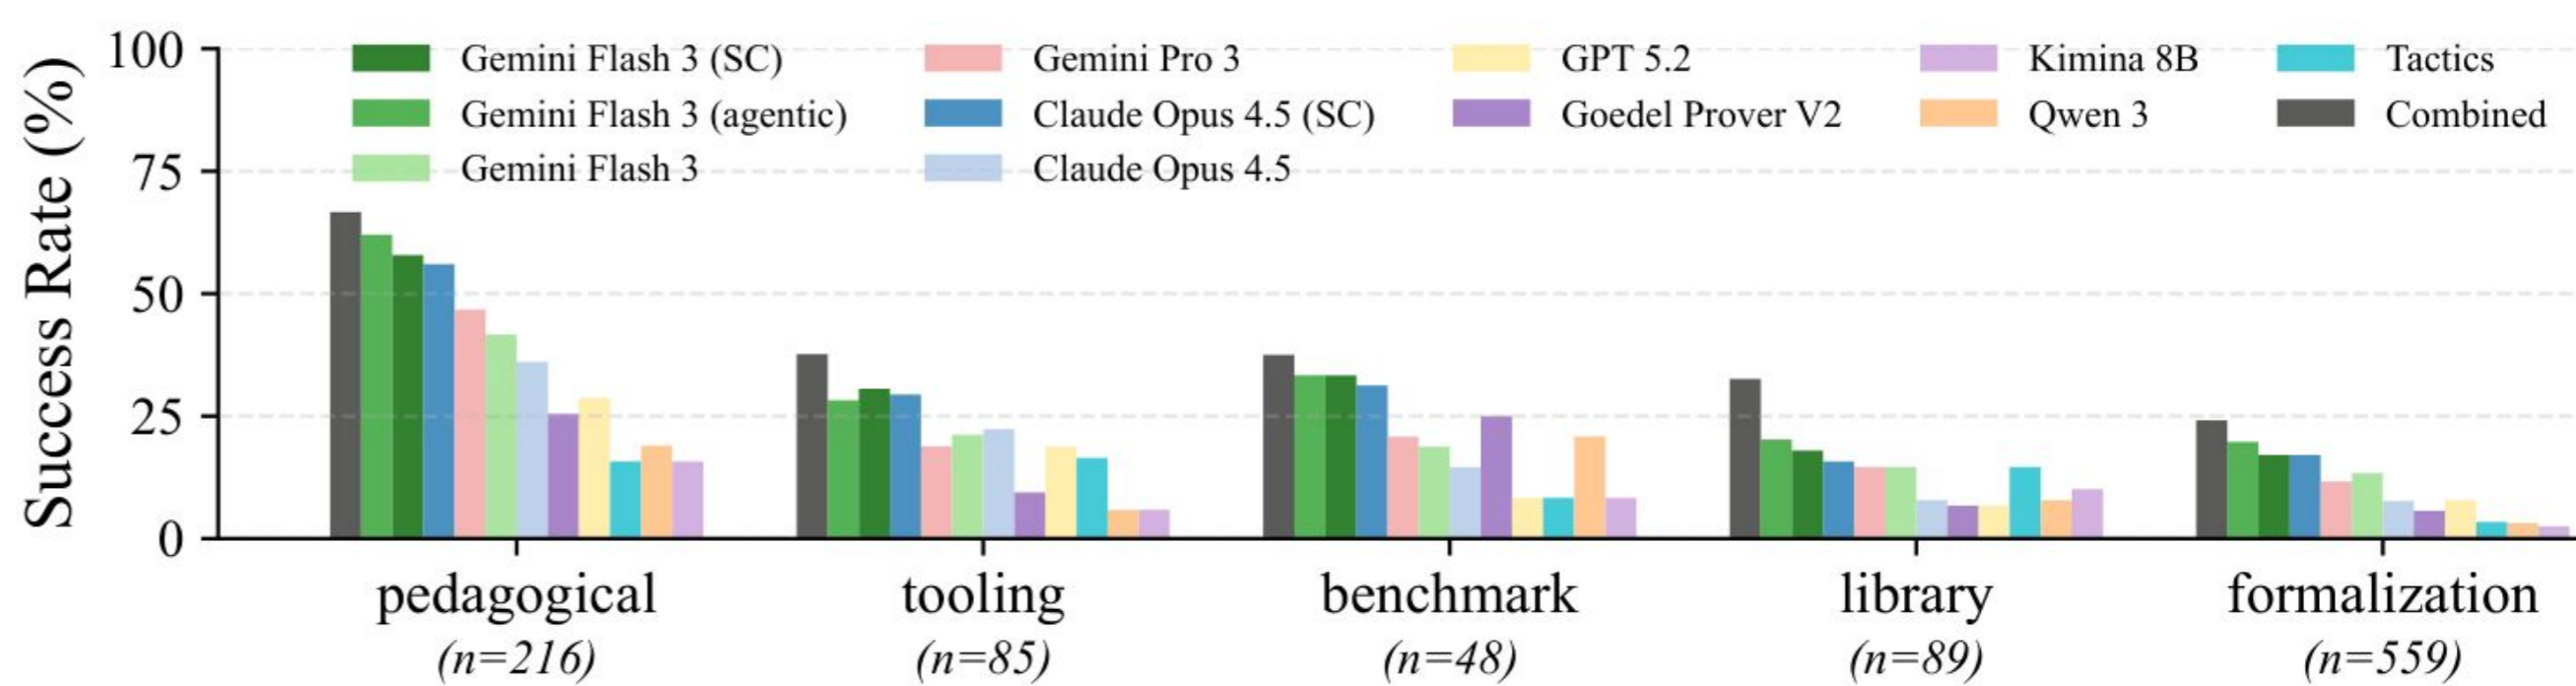 Success Rate (%)
100
75
50
25
0
Gemini Flash 3 (SC)
Gemini Flash 3 (agentic)
Gemini Flash 3
Gemini Pro 3
Claude Opus 4.5 (SC)
Claude Opus 4.5
GPT 5.2
Goedel Prover V2
Kimina 8B
Qwen 3
Tactics
Combined
pedagogical
(n=216)
tooling
(n=85)
benchmark
(n=48)
library
(n=89)
formalization
(n=559)